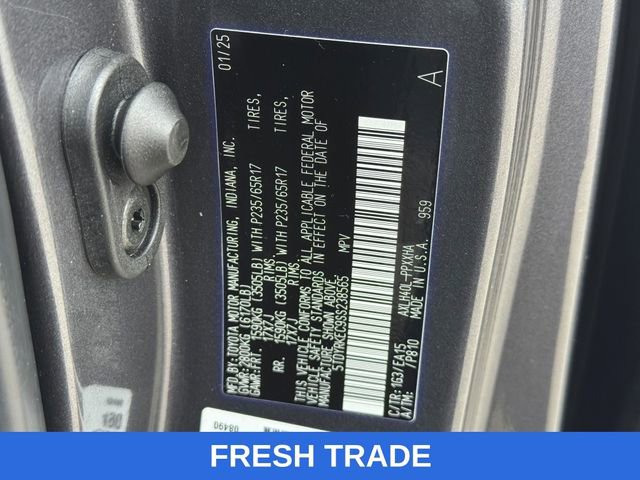 MFD. BY: TOYOTA MOTOR MANUFACTURING, INDIANA, INC. 01/25
GVWR: 2800KG (6170LB)
GAWR: FRT. 1590KG (3505LB) WITH P235/65R17 TIRES,
17X7J RIMS,
RR. 1590KG (3505LB) WITH P235/65R17 TIRES,
17X7J RIMS,
THIS VEHICLE CONFORMS TO ALL APPLICABLE FEDERAL MOTOR
VEHICLE SAFETY STANDARDS IN EFFECT ON THE DATE OF
MANUFACTURE SHOWN ABOVE.
MPV
C/TR: 1G3/EA15 AXLH40L-PPXXHA 959
A/TM: /P810 MADE IN U.S.A.
A
08490
FRESH TRADE